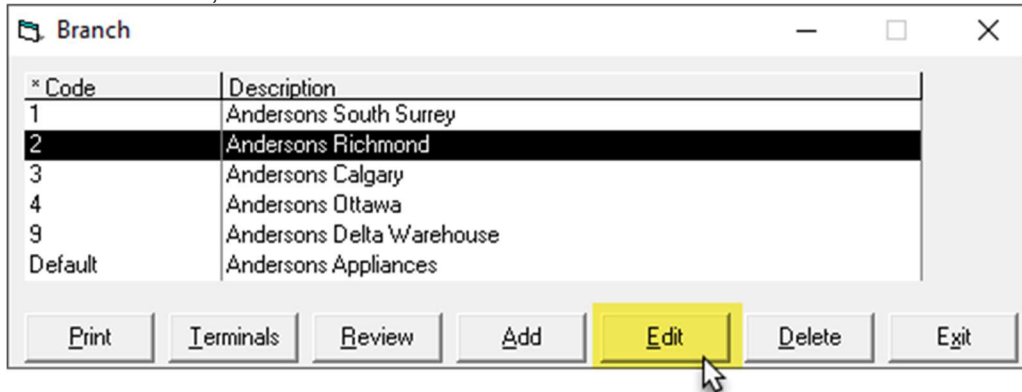 Branch
* Code Description
1 Andersons South Surrey
2 Andersons Richmond
3 Andersons Calgary
4 Andersons Ottawa
9 Andersons Delta Warehouse
Default Andersons Appliances
Print Terminals Review Add Edit Delete Exit